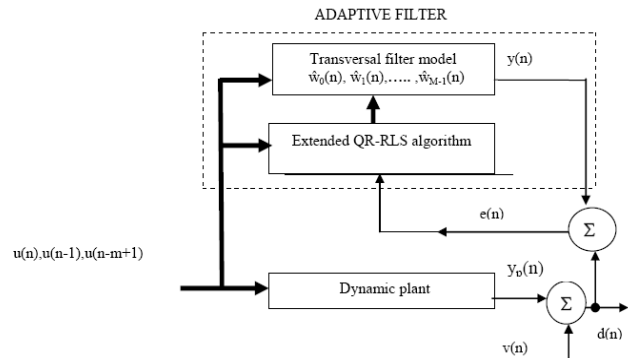 ADAPTIVE FILTER
Transversal filter model
ŵ₀(n), ŵ₁(n),….. ,ŵM-1(n)
y(n)
Extended QR-RLS algorithm
e(n)
Σ
u(n),u(n-1),u(n-m+1)
Dynamic plant
yp(n)
Σ
d(n)
v(n)